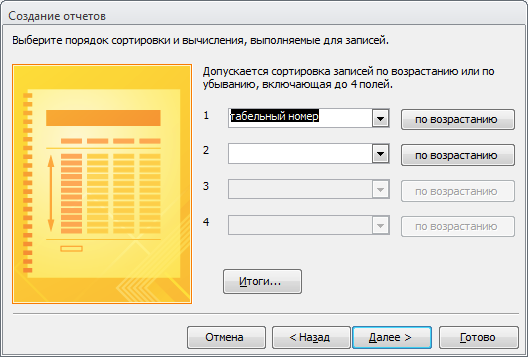 Создание отчетов
Выберите порядок сортировки и вычисления, выполняемые для записей.
Допускается сортировка записей по возрастанию или по
убыванию, включающая до 4 полей.
1 табельный номер по возрастанию
2 по возрастанию
3 по возрастанию
4 по возрастанию
Итоги...
Отмена < Назад Далее > Готово